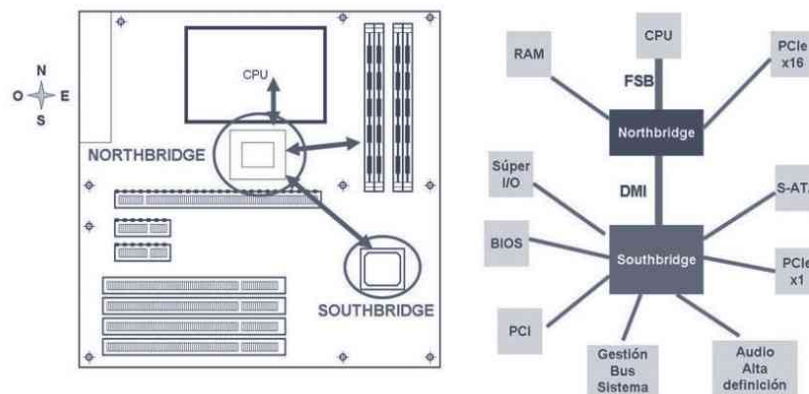 N
O E
S
CPU
NORTHBRIDGE
SOUTHBRIDGE
CPU
RAM
PCIe
x16
FSB
Northbridge
Súper
I/O
DMI
S-ATA
BIOS
Southbridge
PCIe
x1
PCI
Gestión
Bus
Sistema
Audio
Alta
definición